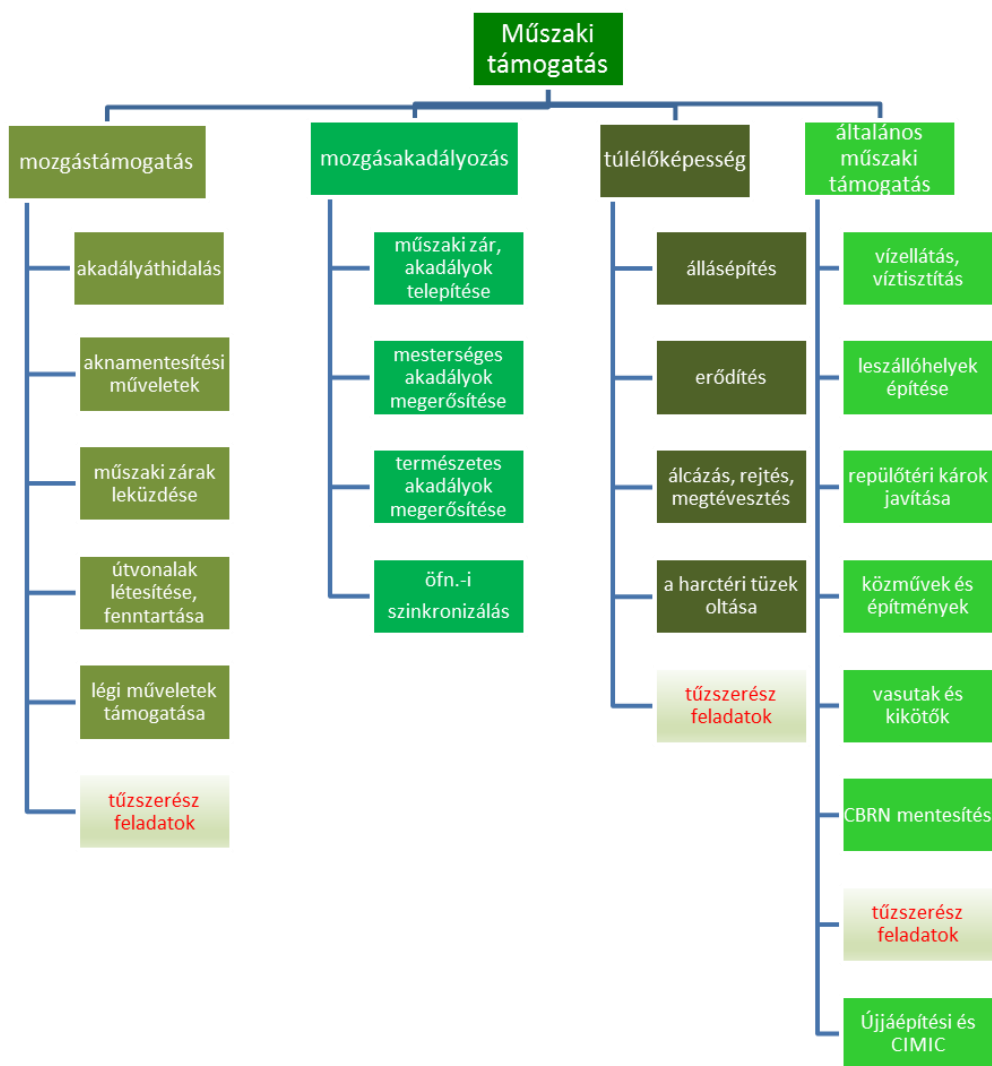 Műszaki
támogatás
mozgástámogatás
akadályáthidalás
aknamentesítési
műveletek
műszaki zárak
leküzdése
útvonalak
létesítése,
fenntartása
légi műveletek
támogatása
tűzszerész
feladatok
mozgásakadályozás
műszaki zár,
akadályok
telepítése
mesterséges
akadályok
megerősítése
természetes
akadályok
megerősítése
öfn.-i
szinkronizálás
túlélőképesség
állásépítés
erődítés
álcázás, rejtés,
megtévesztés
a harctéri tüzek
oltása
tűzszerész
feladatok
általános
műszaki
támogatás
vízellátás,
víztisztítás
leszállóhelyek
építése
repülőtéri károk
javítása
közművek és
építmények
vasutak és
kikötők
CBRN mentesítés
tűzszerész
feladatok
Újjáépítési és
CIMIC